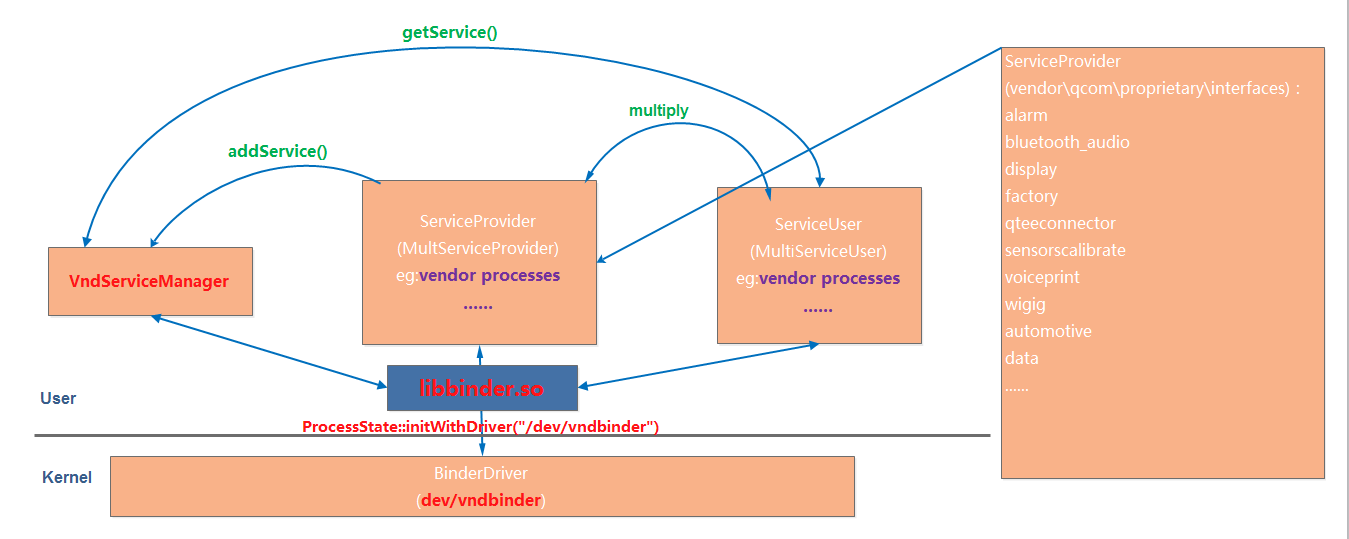 getService()
multiply
addService()
ServiceProvider
(MultServiceProvider)
eg:vendor processes
......
ServiceUser
(MultiServiceUser)
eg:vendor processes
......
VndServiceManager
libbinder.so
User
ProcessState::initWithDriver("/dev/vndbinder")
Kernel
BinderDriver
(dev/vndbinder)
ServiceProvider
(vendor\qcom\proprietary\interfaces) :
alarm
bluetooth_audio
display
factory
qteeconnector
sensorscalibrate
voiceprint
wigig
automotive
data
......